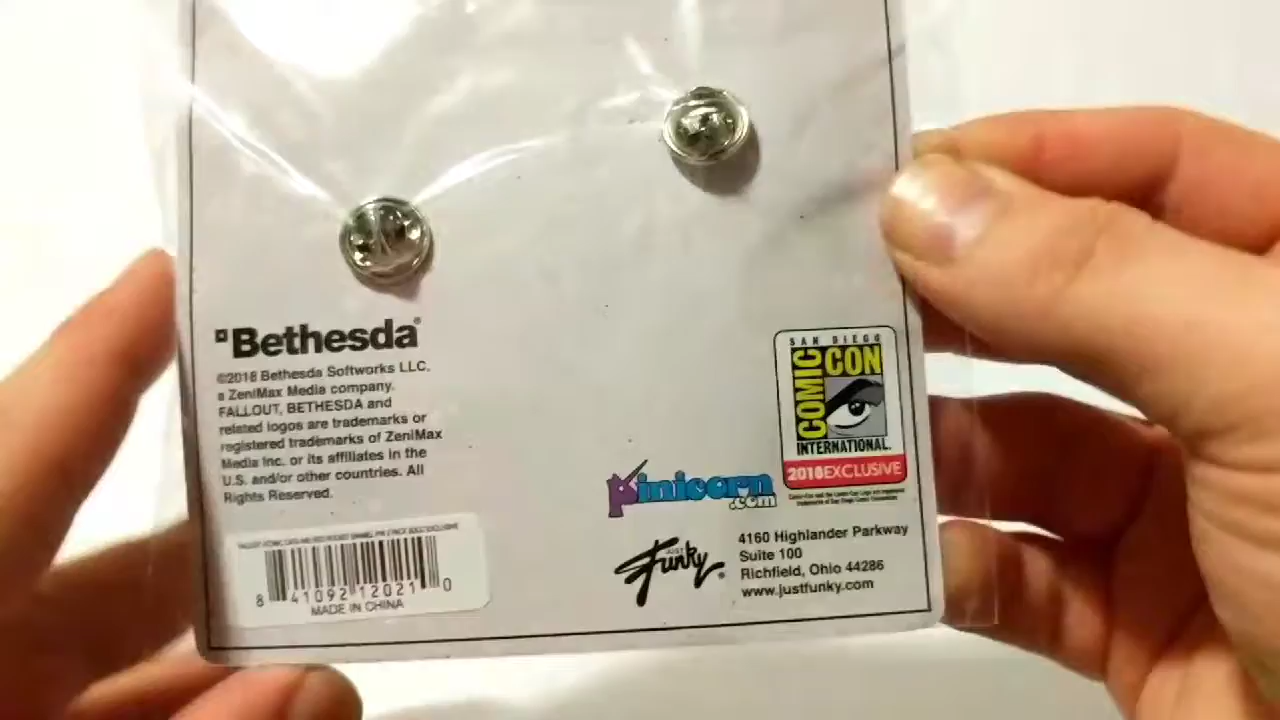 Bethesda®
©2018 Bethesda Softworks LLC,
a ZeniMax Media company.
FALLOUT, BETHESDA and
related logos are trademarks or
registered trademarks of ZeniMax
Media Inc. or its affiliates in the
U.S. and/or other countries. All
Rights Reserved.
8 41092 12021 0
MADE IN CHINA
SAN DIEGO
COMIC CON
INTERNATIONAL.
2018 EXCLUSIVE
Pinicorn
.com
JUST
Funky®
4160 Highlander Parkway
Suite 100
Richfield, Ohio 44286
www.justfunky.com